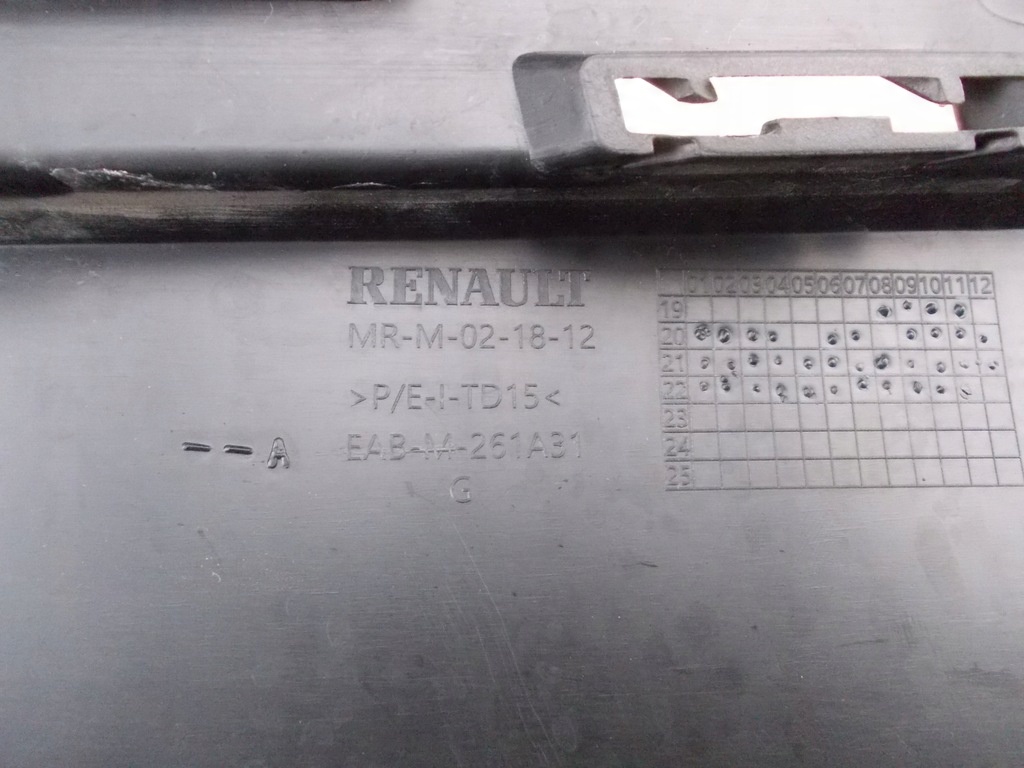 RENAULT
MR-M-02-18-12
>P/E-I-TD15<
EAB-M-261A31
G
-- A
01 02 03 04 05 06 07 08 09 10 11 12
19
20
21
22
23
24
25